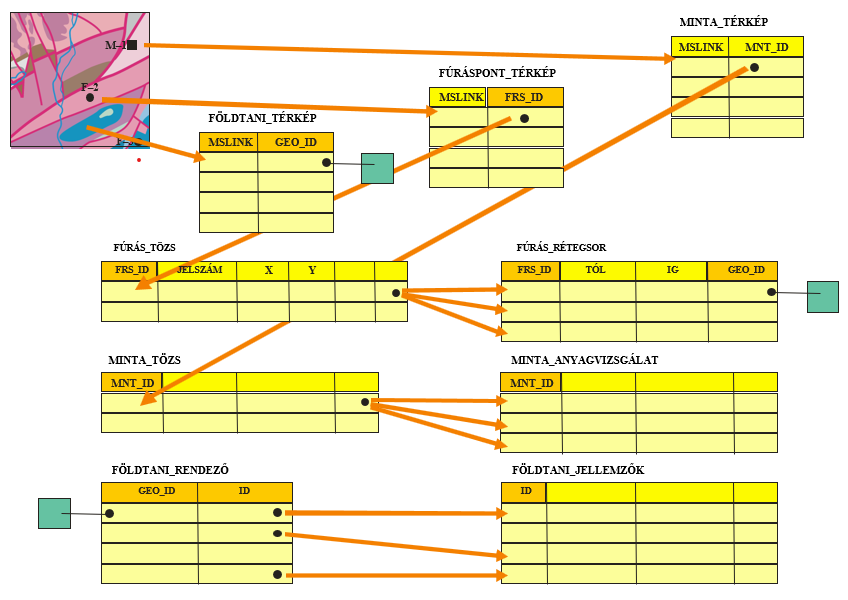 MINTA_TÉRKÉP
MSLINK MNT_ID
M-1
FÚRÁSPONT_TÉRKÉP
MSLINK FRS_ID
F-2
FÖLDTANI_TÉRKÉP
MSLINK GEO_ID
FÚRÁS_TÖZS
FRS_ID JELSZÁM X Y
FÚRÁS_RÉTEGSOR
FRS_ID TÓL IG GEO_ID
MINTA_TÖZS
MNT_ID
MINTA_ANYAGVIZSGÁLAT
MNT_ID
FÖLDTANI_RENDEZŐ
GEO_ID ID
FÖLDTANI_JELLEMZŐK
ID